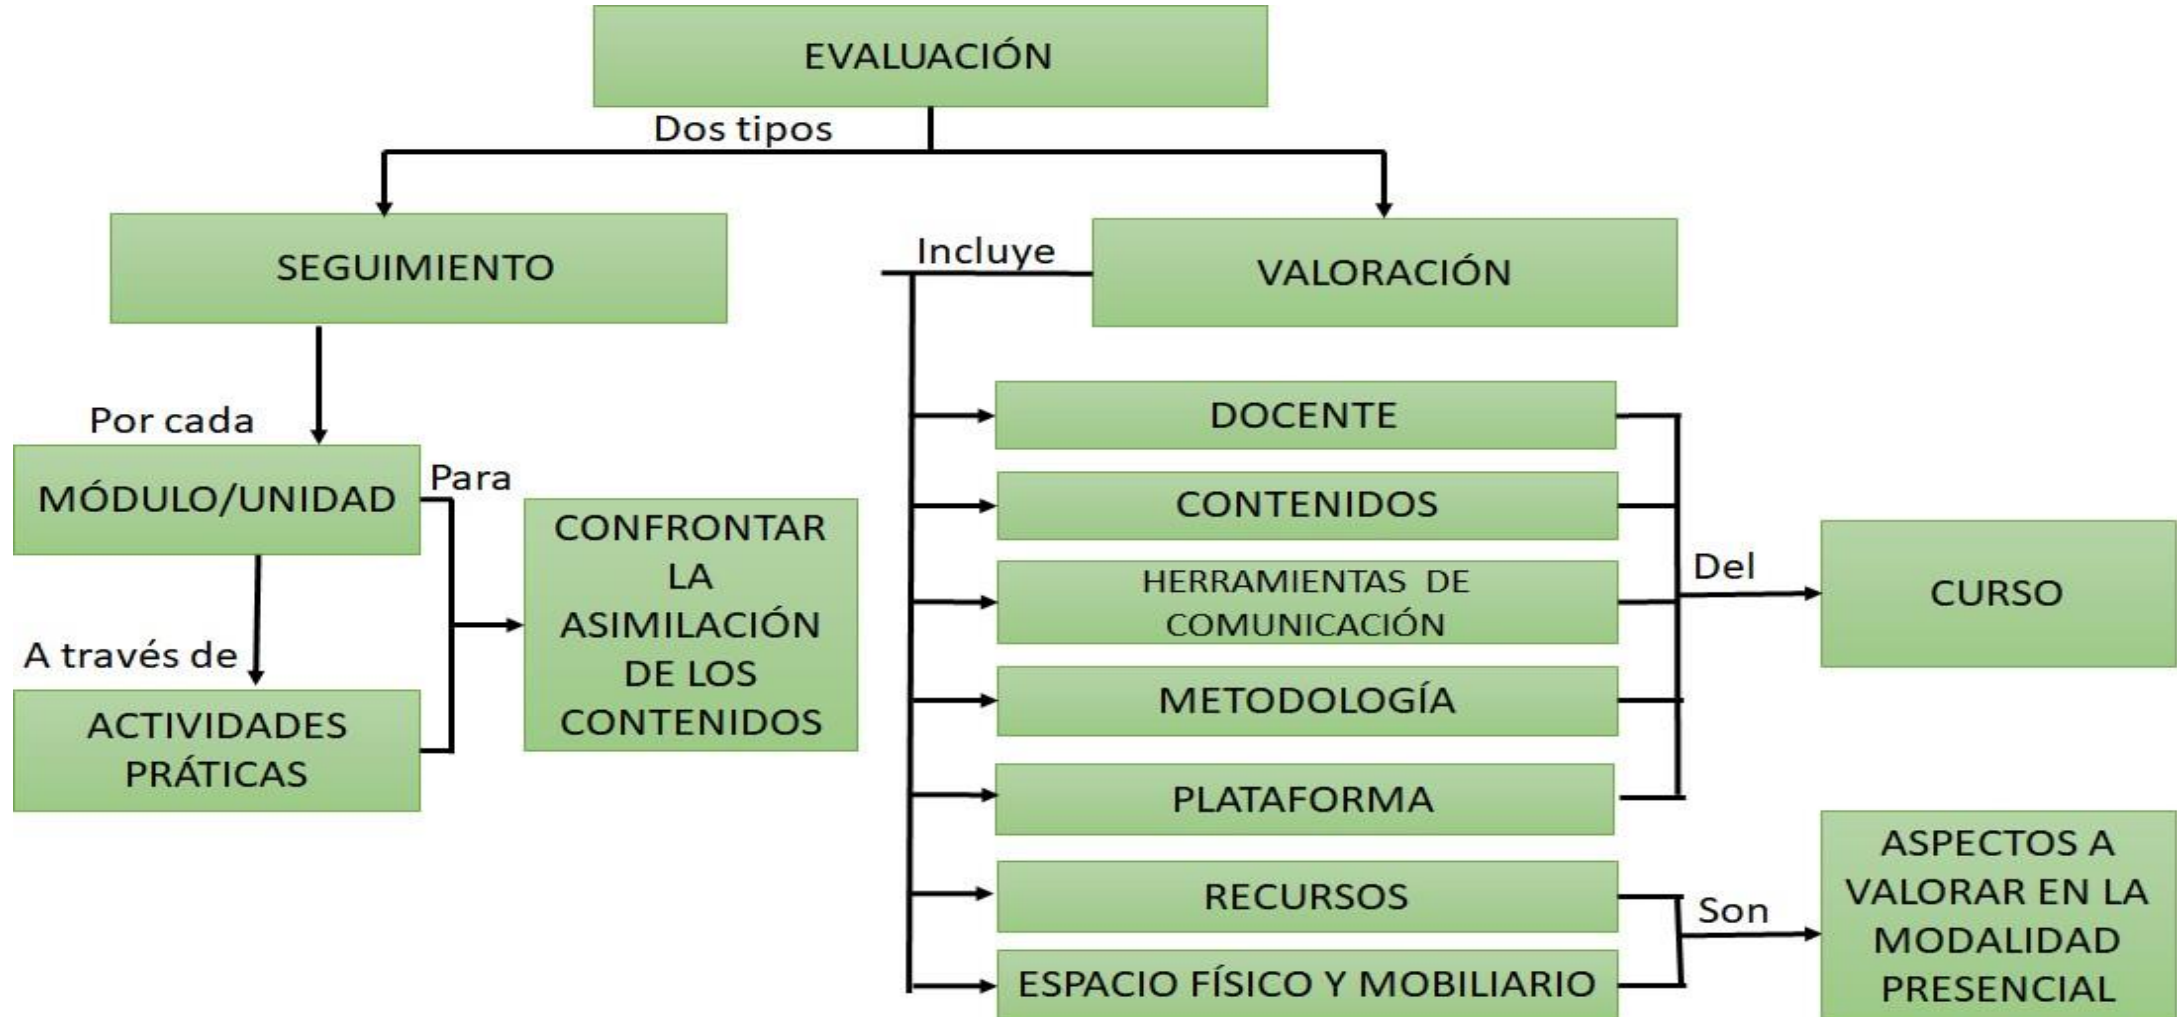 EVALUACIÓN
Dos tipos
SEGUIMIENTO
Incluye
VALORACIÓN
Por cada
MÓDULO/UNIDAD
Para
CONFRONTAR
LA
ASIMILACIÓN
DE LOS
CONTENIDOS
A través de
ACTIVIDADES
PRÁTICAS
DOCENTE
CONTENIDOS
HERRAMIENTAS DE
COMUNICACIÓN
METODOLOGÍA
PLATAFORMA
Del
CURSO
RECURSOS
ESPACIO FÍSICO Y MOBILIARIO
Son
ASPECTOS A
VALORAR EN LA
MODALIDAD
PRESENCIAL